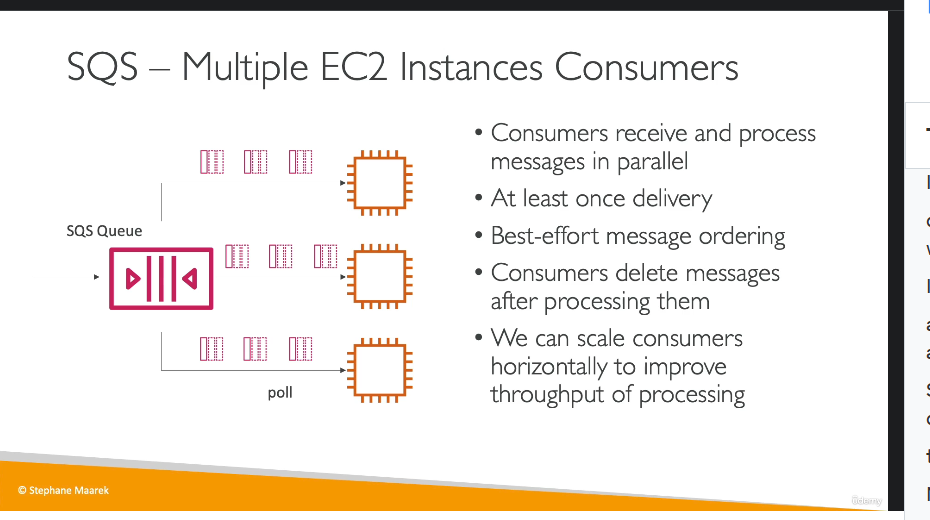 SQS – Multiple EC2 Instances Consumers
• Consumers receive and process
messages in parallel
• At least once delivery
• Best-effort message ordering
• Consumers delete messages
after processing them
• We can scale consumers
horizontally to improve
throughput of processing
SQS Queue
poll
© Stephane Maarek
Udemy